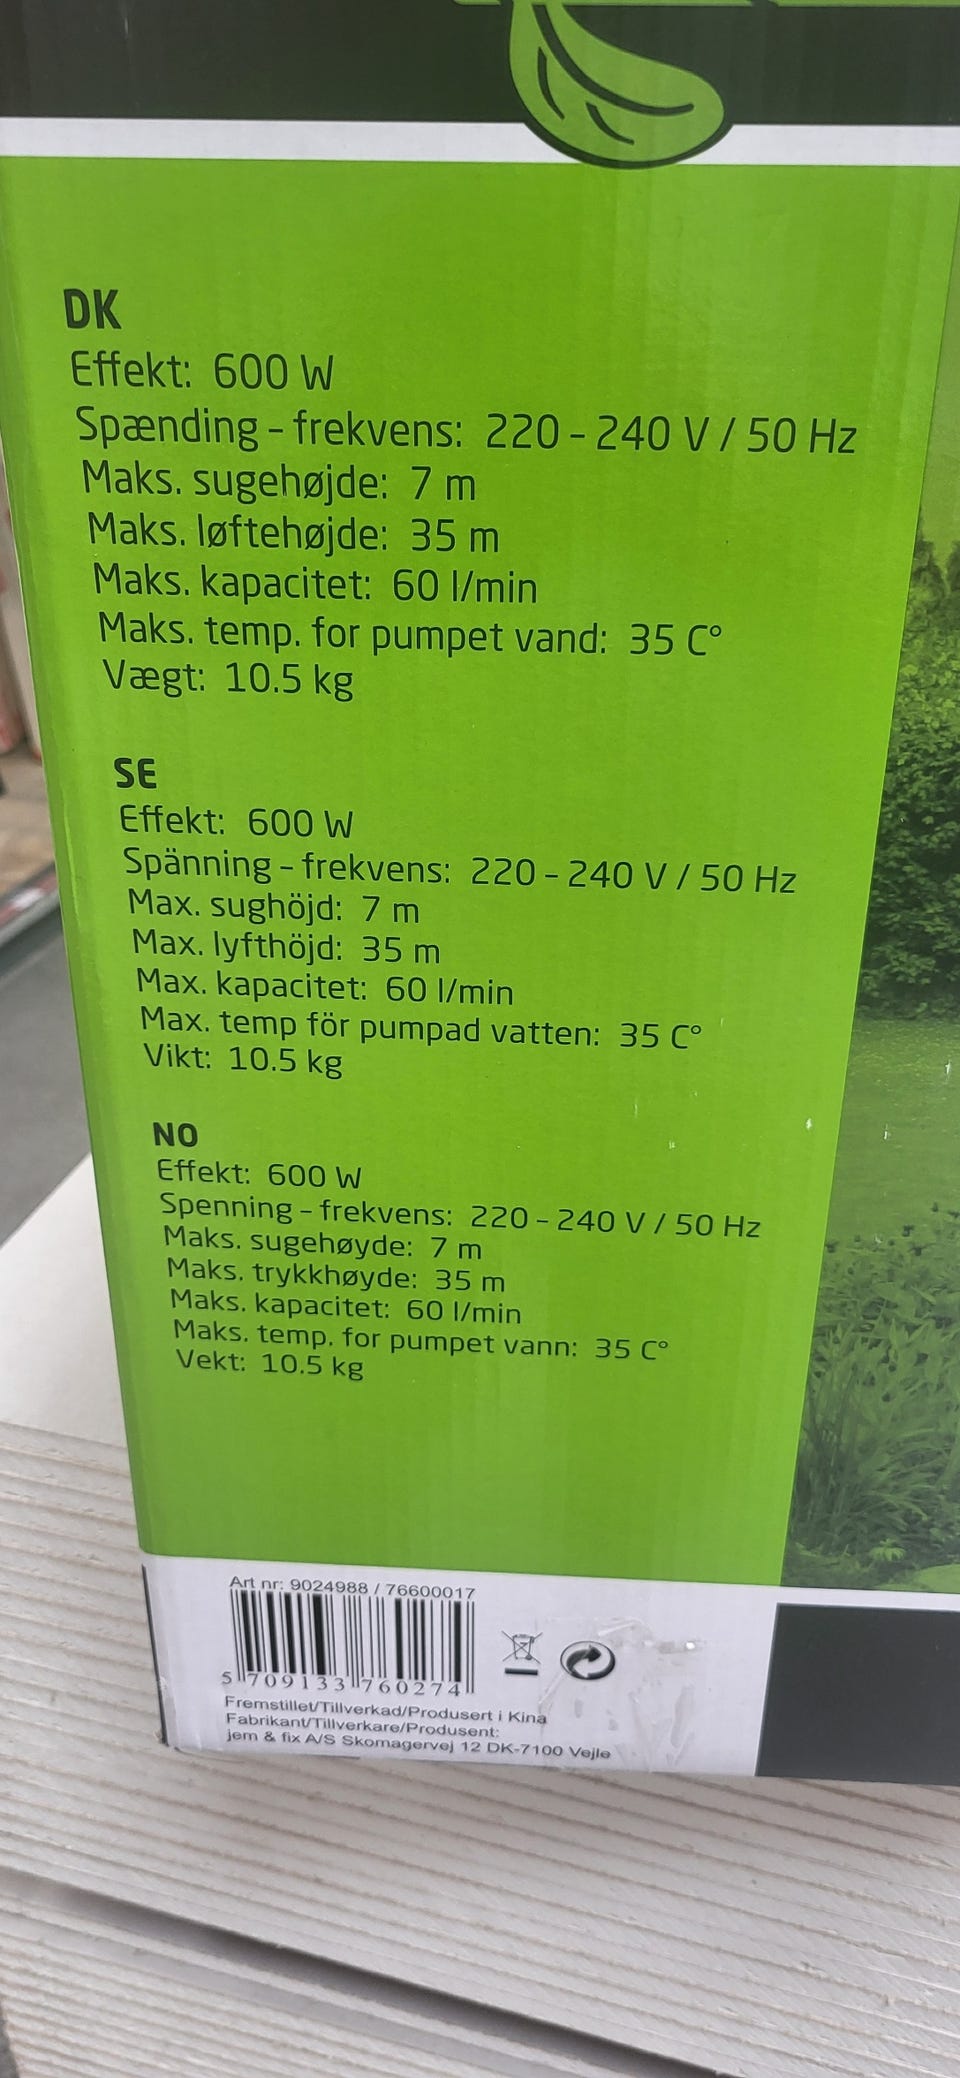 DK
Effekt: 600 W
Spænding – frekvens: 220 – 240 V / 50 Hz
Maks. sugehøjde: 7 m
Maks. løftehøjde: 35 m
Maks. kapacitet: 60 l/min
Maks. temp. for pumpet vand: 35 C°
Vægt: 10.5 kg
SE
Effekt: 600 W
Spänning – frekvens: 220 – 240 V / 50 Hz
Max. sughöjd: 7 m
Max. lyfthöjd: 35 m
Max. kapacitet: 60 l/min
Max. temp för pumpad vatten: 35 C°
Vikt: 10.5 kg
NO
Effekt: 600 W
Spenning – frekvens: 220 – 240 V / 50 Hz
Maks. sugehøyde: 7 m
Maks. trykkhøyde: 35 m
Maks. kapacitet: 60 l/min
Maks. temp. for pumpet vann: 35 C°
Vekt: 10.5 kg
Art nr: 9024988 / 76600017
5 709133 760274
Fremstillet/Tillverkad/Produsert i Kina
Fabrikant/Tillverkare/Produsent:
jem & fix A/S Skomagervej 12 DK-7100 Vejle